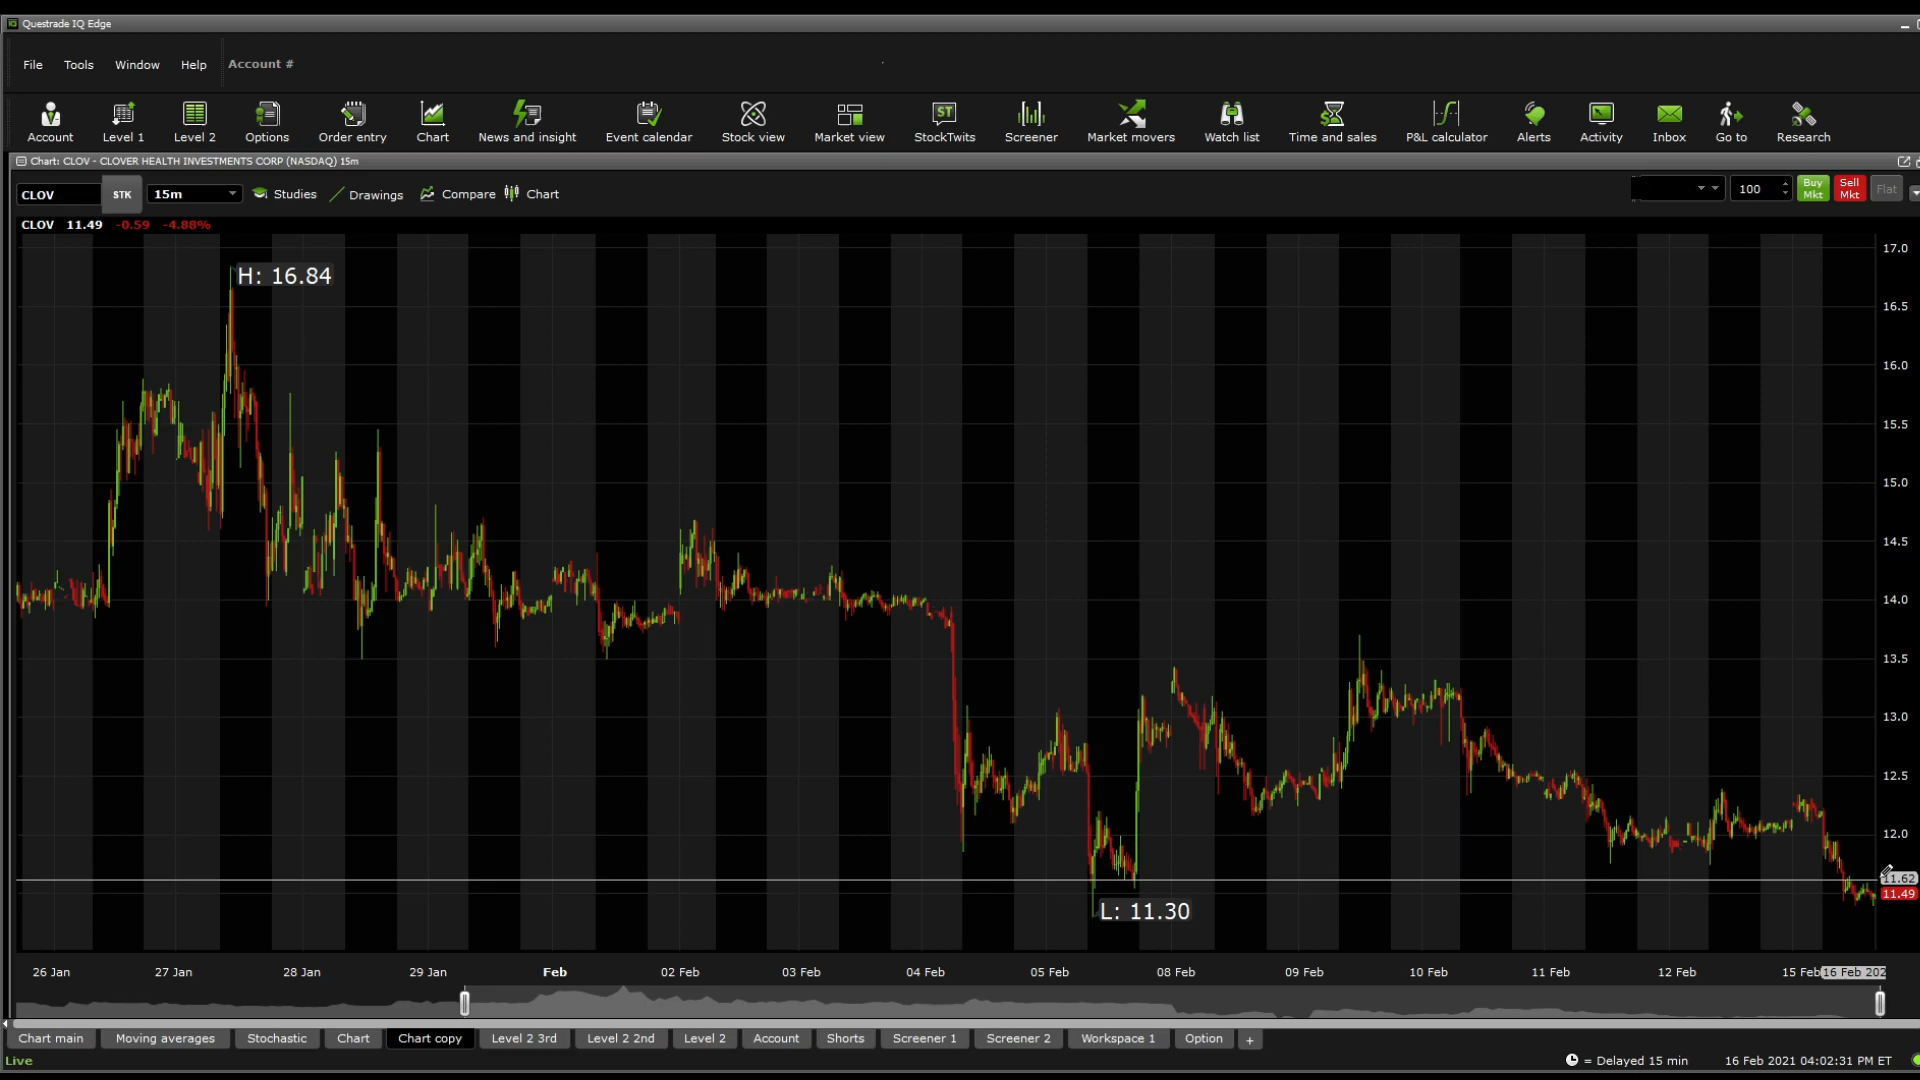 Questrade IQ Edge
File Tools Window Help Account #
Account Level 1 Level 2 Options Order entry Chart News and insight Event calendar Stock view Market view StockTwits Screener Market movers Watch list Time and sales P&L calculator Alerts Activity Inbox Go to Research
Chart: CLOV - CLOVER HEALTH INVESTMENTS CORP (NASDAQ) 15m
CLOV STK 15m Studies Drawings Compare Chart 100 Buy Mkt Sell Mkt Flat
CLOV 11.49 -0.59 -4.88%
17.0
H: 16.84
16.5
16.0
15.5
15.0
14.5
14.0
13.5
13.0
12.5
12.0
11.62
11.49
L: 11.30
26 Jan 27 Jan 28 Jan 29 Jan Feb 02 Feb 03 Feb 04 Feb 05 Feb 08 Feb 09 Feb 10 Feb 11 Feb 12 Feb 15 Feb 16 Feb 202
Chart main Moving averages Stochastic Chart Chart copy Level 2 3rd Level 2 2nd Level 2 Account Shorts Screener 1 Screener 2 Workspace 1 Option +
Live = Delayed 15 min 16 Feb 2021 04:02:31 PM ET